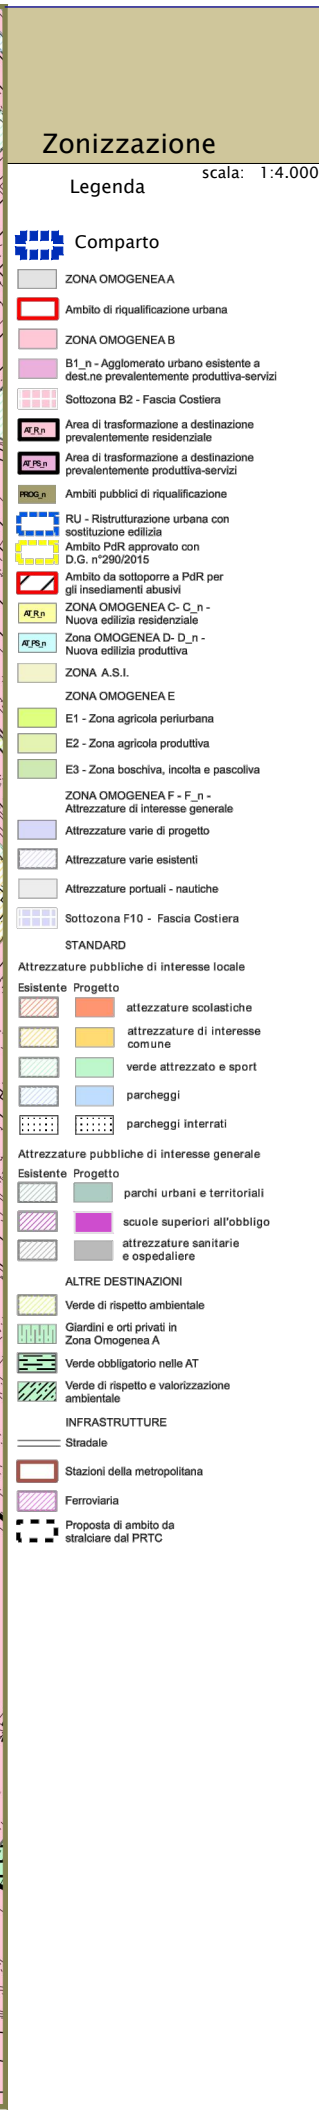 Zonizzazione
scala: 1:4.000
Legenda
Comparto
ZONA OMOGENEA A
Ambito di riqualificazione urbana
ZONA OMOGENEA B
B1_n - Agglomerato urbano esistente a
dest.ne prevalentemente produttiva-servizi
Sottozona B2 - Fascia Costiera
AT_R_n
Area di trasformazione a destinazione
prevalentemente residenziale
AT_PS_n
Area di trasformazione a destinazione
prevalentemente produttiva-servizi
PROG_n
Ambiti pubblici di riqualificazione
RU - Ristrutturazione urbana con
sostituzione edilizia
Ambito PdR approvato con
D.G. n°290/2015
Ambito da sottoporre a PdR per
gli insediamenti abusivi
AT_R_n
ZONA OMOGENEA C- C_n -
Nuova edilizia residenziale
AT_PS_n
Zona OMOGENEA D- D_n -
Nuova edilizia produttiva
ZONA A.S.I.
ZONA OMOGENEA E
E1 - Zona agricola periurbana
E2 - Zona agricola produttiva
E3 - Zona boschiva, incolta e pascoliva
ZONA OMOGENEA F - F_n -
Attrezzature di interesse generale
Attrezzature varie di progetto
Attrezzature varie esistenti
Attrezzature portuali - nautiche
Sottozona F10 - Fascia Costiera
STANDARD
Attrezzature pubbliche di interesse locale
Esistente Progetto
attezzature scolastiche
attrezzature di interesse
comune
verde attrezzato e sport
parcheggi
parcheggi interrati
Attrezzature pubbliche di interesse generale
Esistente Progetto
parchi urbani e territoriali
scuole superiori all'obbligo
attrezzature sanitarie
e ospedaliere
ALTRE DESTINAZIONI
Verde di rispetto ambientale
Giardini e orti privati in
Zona Omogenea A
Verde obbligatorio nelle AT
Verde di rispetto e valorizzazione
ambientale
INFRASTRUTTURE
Stradale
Stazioni della metropolitana
Ferroviaria
Proposta di ambito da
stralciare dal PRTC